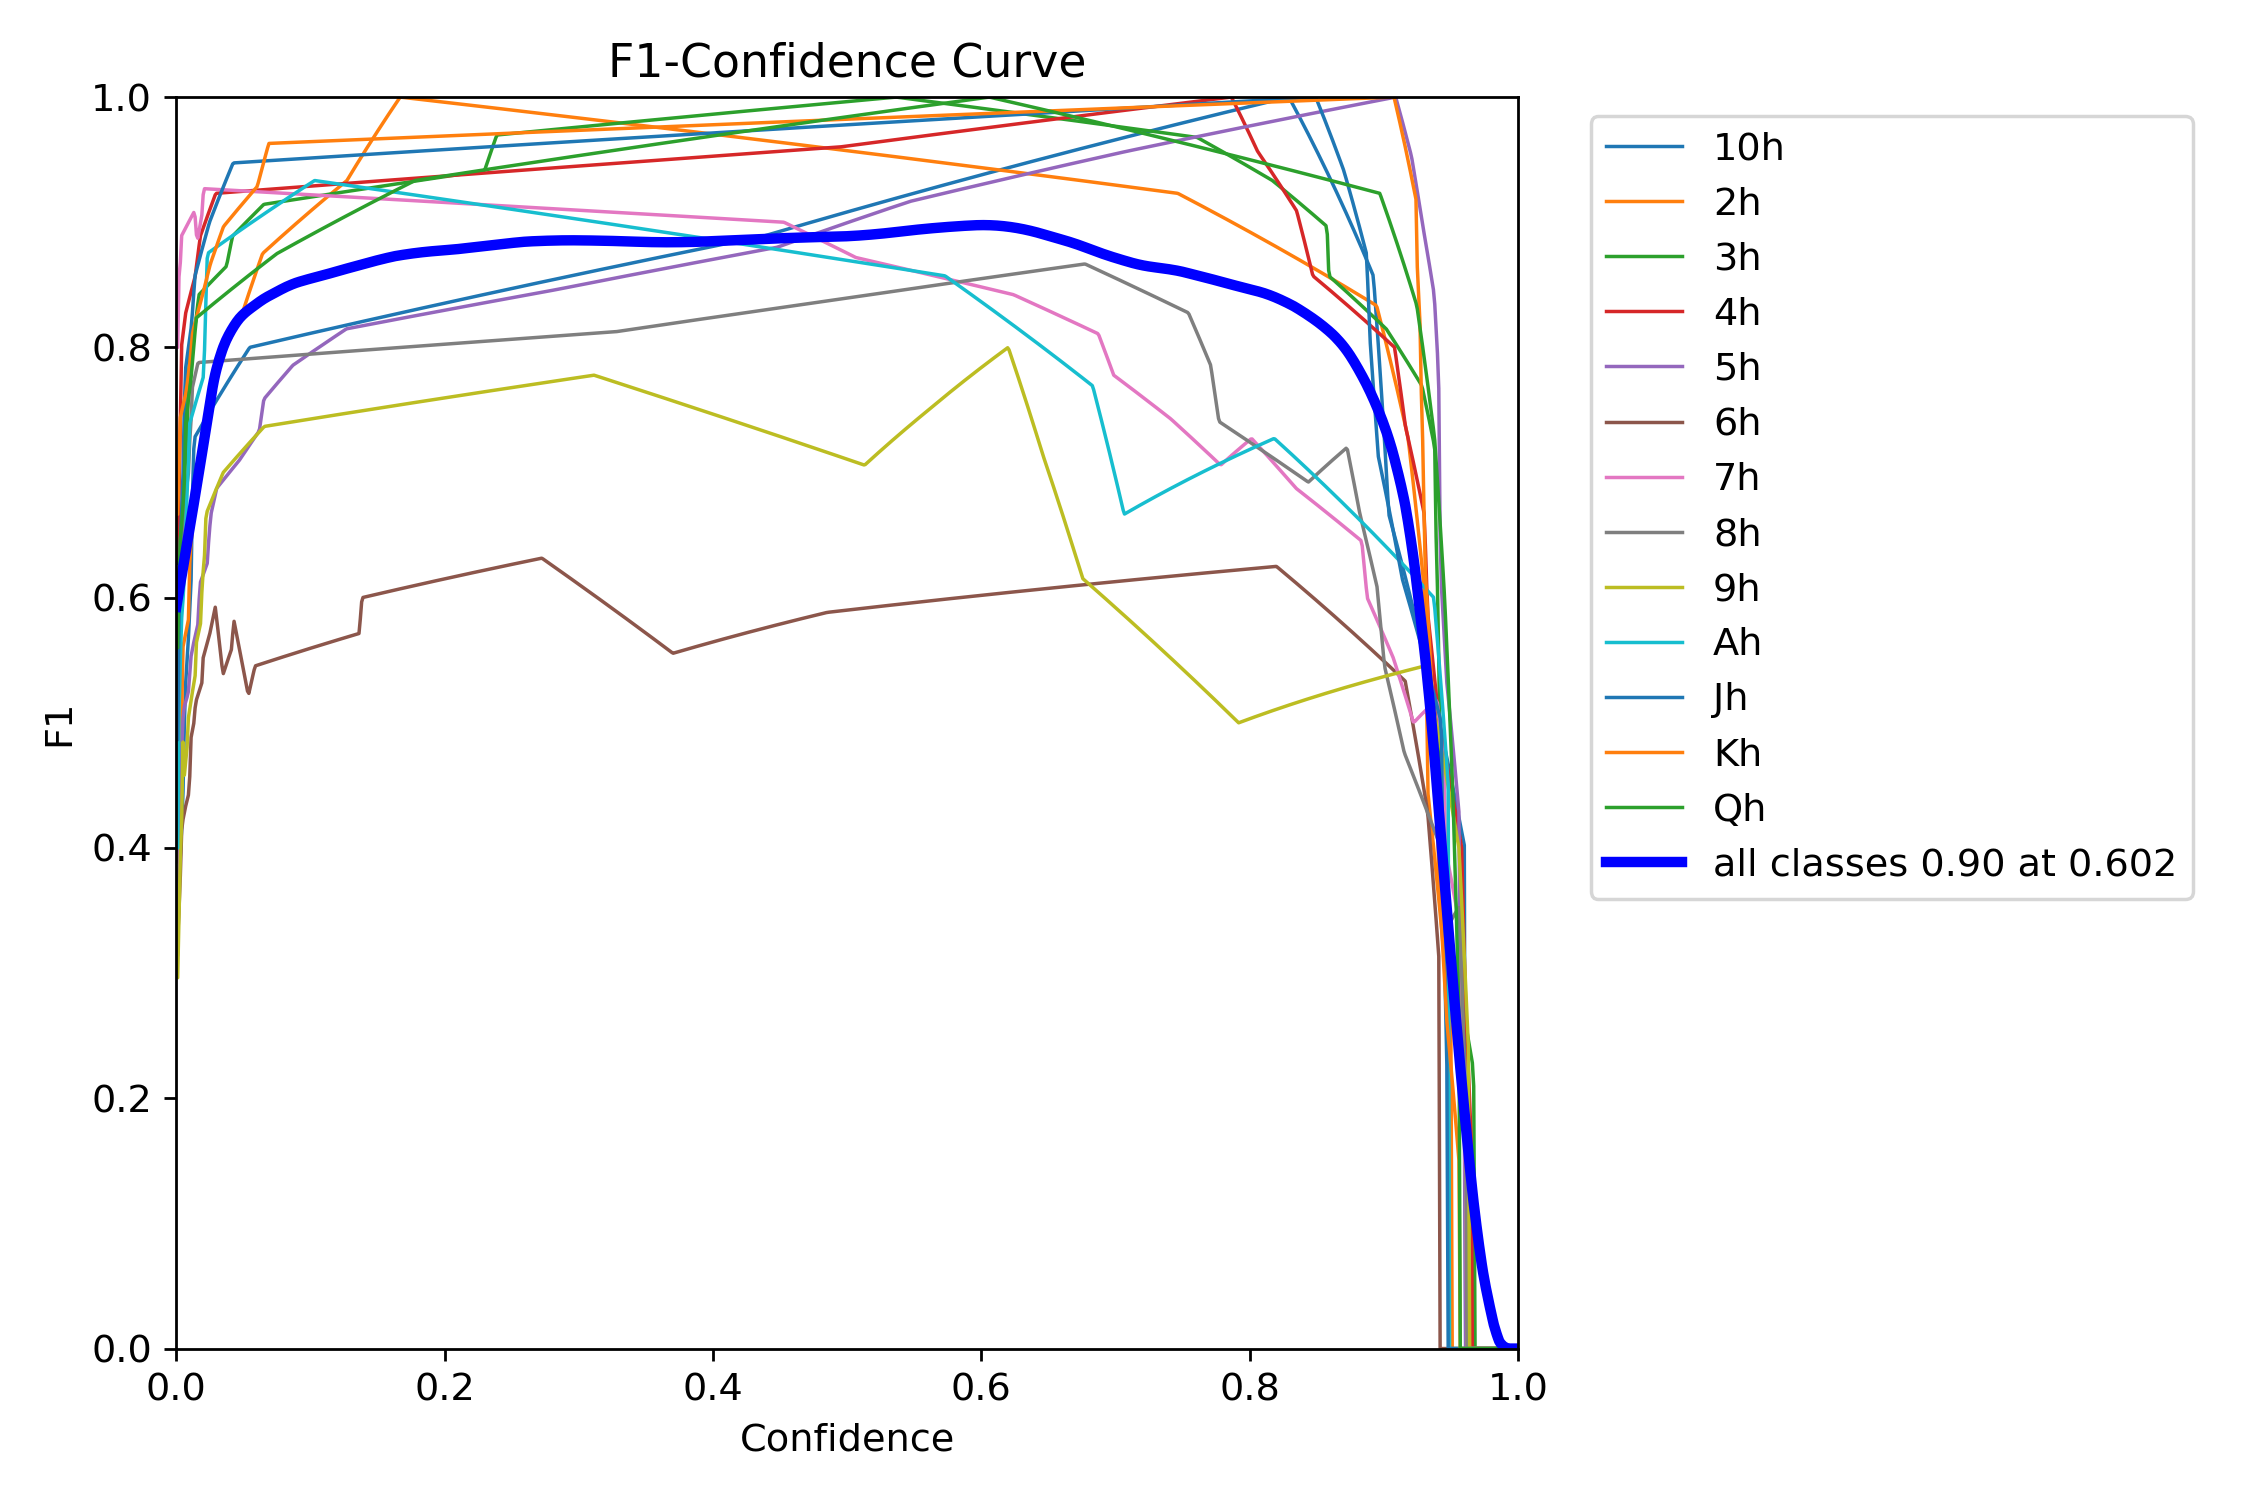 F1-Confidence Curve
1.0
0.8
0.6
0.4
0.2
0.0
F1
0.0 0.2 0.4 0.6 0.8 1.0
Confidence
10h
2h
3h
4h
5h
6h
7h
8h
9h
Ah
Jh
Kh
Qh
all classes 0.90 at 0.602